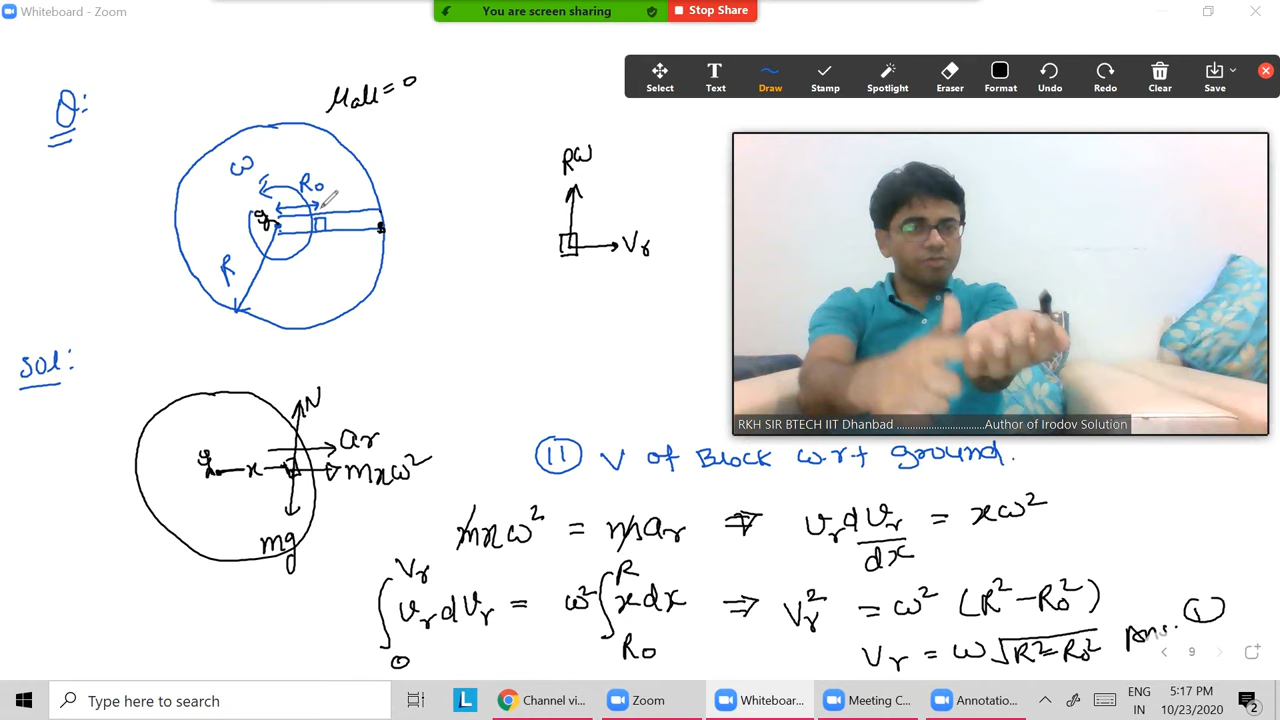 Whiteboard - Zoom
You are screen sharing
Stop Share
Select
Text
Draw
Stamp
Spotlight
Eraser
Format
Undo
Redo
Clear
Save
Q:
μall = 0
ω
R₀
R
Rω
Vr
RKH SIR BTECH IIT Dhanbad ..............................Author of Irodov Solution
Sol:
N
ar
x
mxω²
mg
(11) V of Block w.r.t ground.
mxω² = mar ⇒ vr dvr/dx = xω²
∫₀^Vr vr dvr = ω² ∫_R₀^R x dx ⇒ Vr² = ω² (R² - R₀²)
Vr = ω √R² - R₀² Ans. (1)
9
Type here to search
L
Channel vi...
Zoom
Whiteboard...
Meeting C...
Annotatio...
ENG
IN
5:17 PM
10/23/2020
2